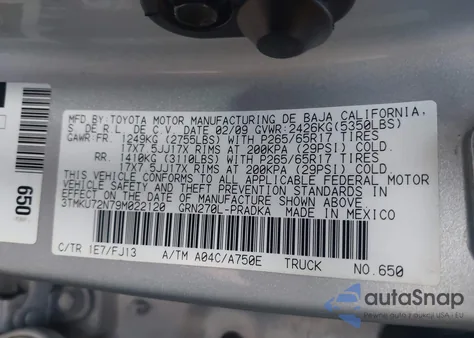 MFD. BY: TOYOTA MOTOR MANUFACTURING DE BAJA CALIFORNIA,
S. DE R.L. DE C.V. DATE 02/09 GVWR: 2426KG(5350LBS)
GAWR:FR. 1249KG (2755LBS) WITH P265/65R17 TIRES
17X7.5JJ17X RIMS AT 200KPA (29PSI) COLD.
RR. 1410KG (3110LBS) WITH P265/65R17 TIRES
17X7.5JJ17X RIMS AT 200KPA (29PSI) COLD.
THIS VEHICLE CONFORMS TO ALL APPLICABLE FEDERAL MOTOR
VEHICLE SAFETY AND THEFT PREVENTION STANDARDS IN
EFFECT ON THE DATE OF MANUFACTURE SHOWN ABOVE.
3TMKU72N79M022120 GRN270L-PRADKA MADE IN MEXICO
C/TR 1E7/FJ13 A/TM A04C/A750E TRUCK NO.650
650
autoSnap